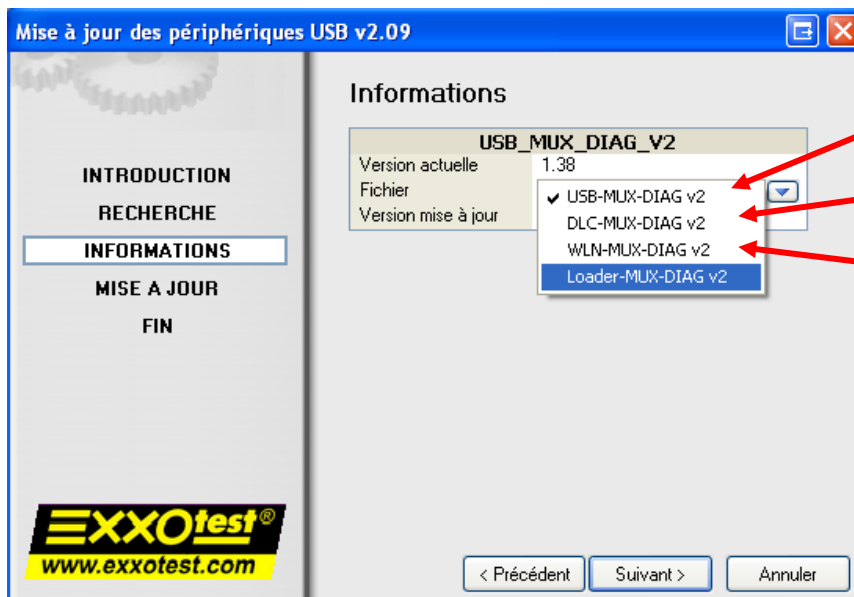 Mise à jour des périphériques USB v2.09
Informations
USB_MUX_DIAG_V2
Version actuelle 1.38
Fichier
Version mise à jour
USB-MUX-DIAG v2
DLC-MUX-DIAG v2
WLN-MUX-DIAG v2
Loader-MUX-DIAG v2
INTRODUCTION
RECHERCHE
INFORMATIONS
MISE A JOUR
FIN
EXXOtest®
www.exxotest.com
< Précédent
Suivant >
Annuler